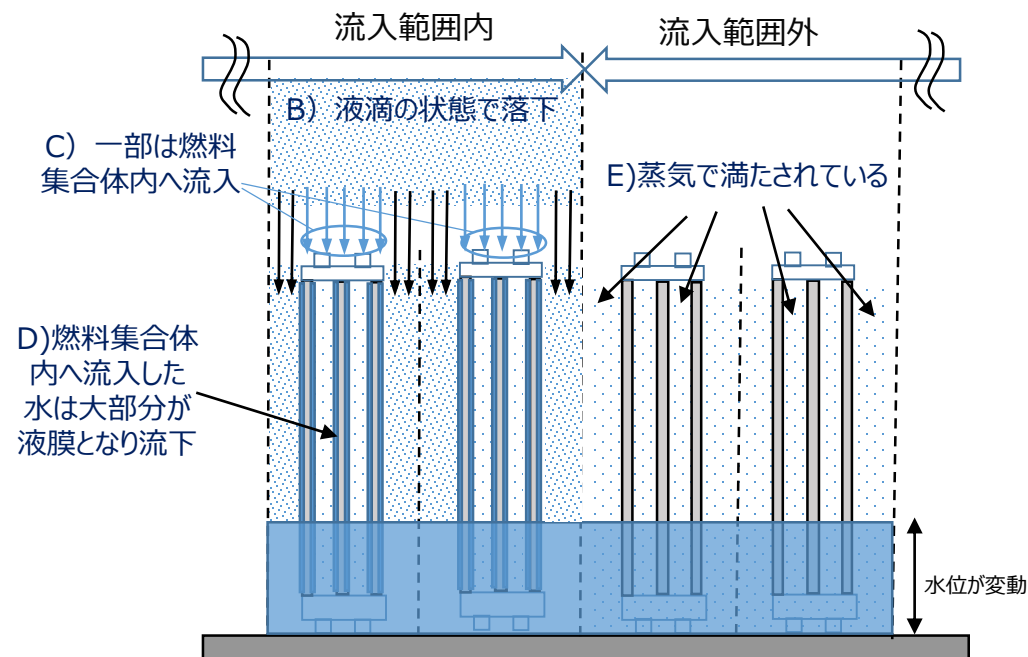 流入範囲内
流入範囲外
B）液滴の状態で落下
C）一部は燃料
集合体内へ流入
E)蒸気で満たされている
D)燃料集合体
内へ流入した
水は大部分が
液膜となり流下
水位が変動